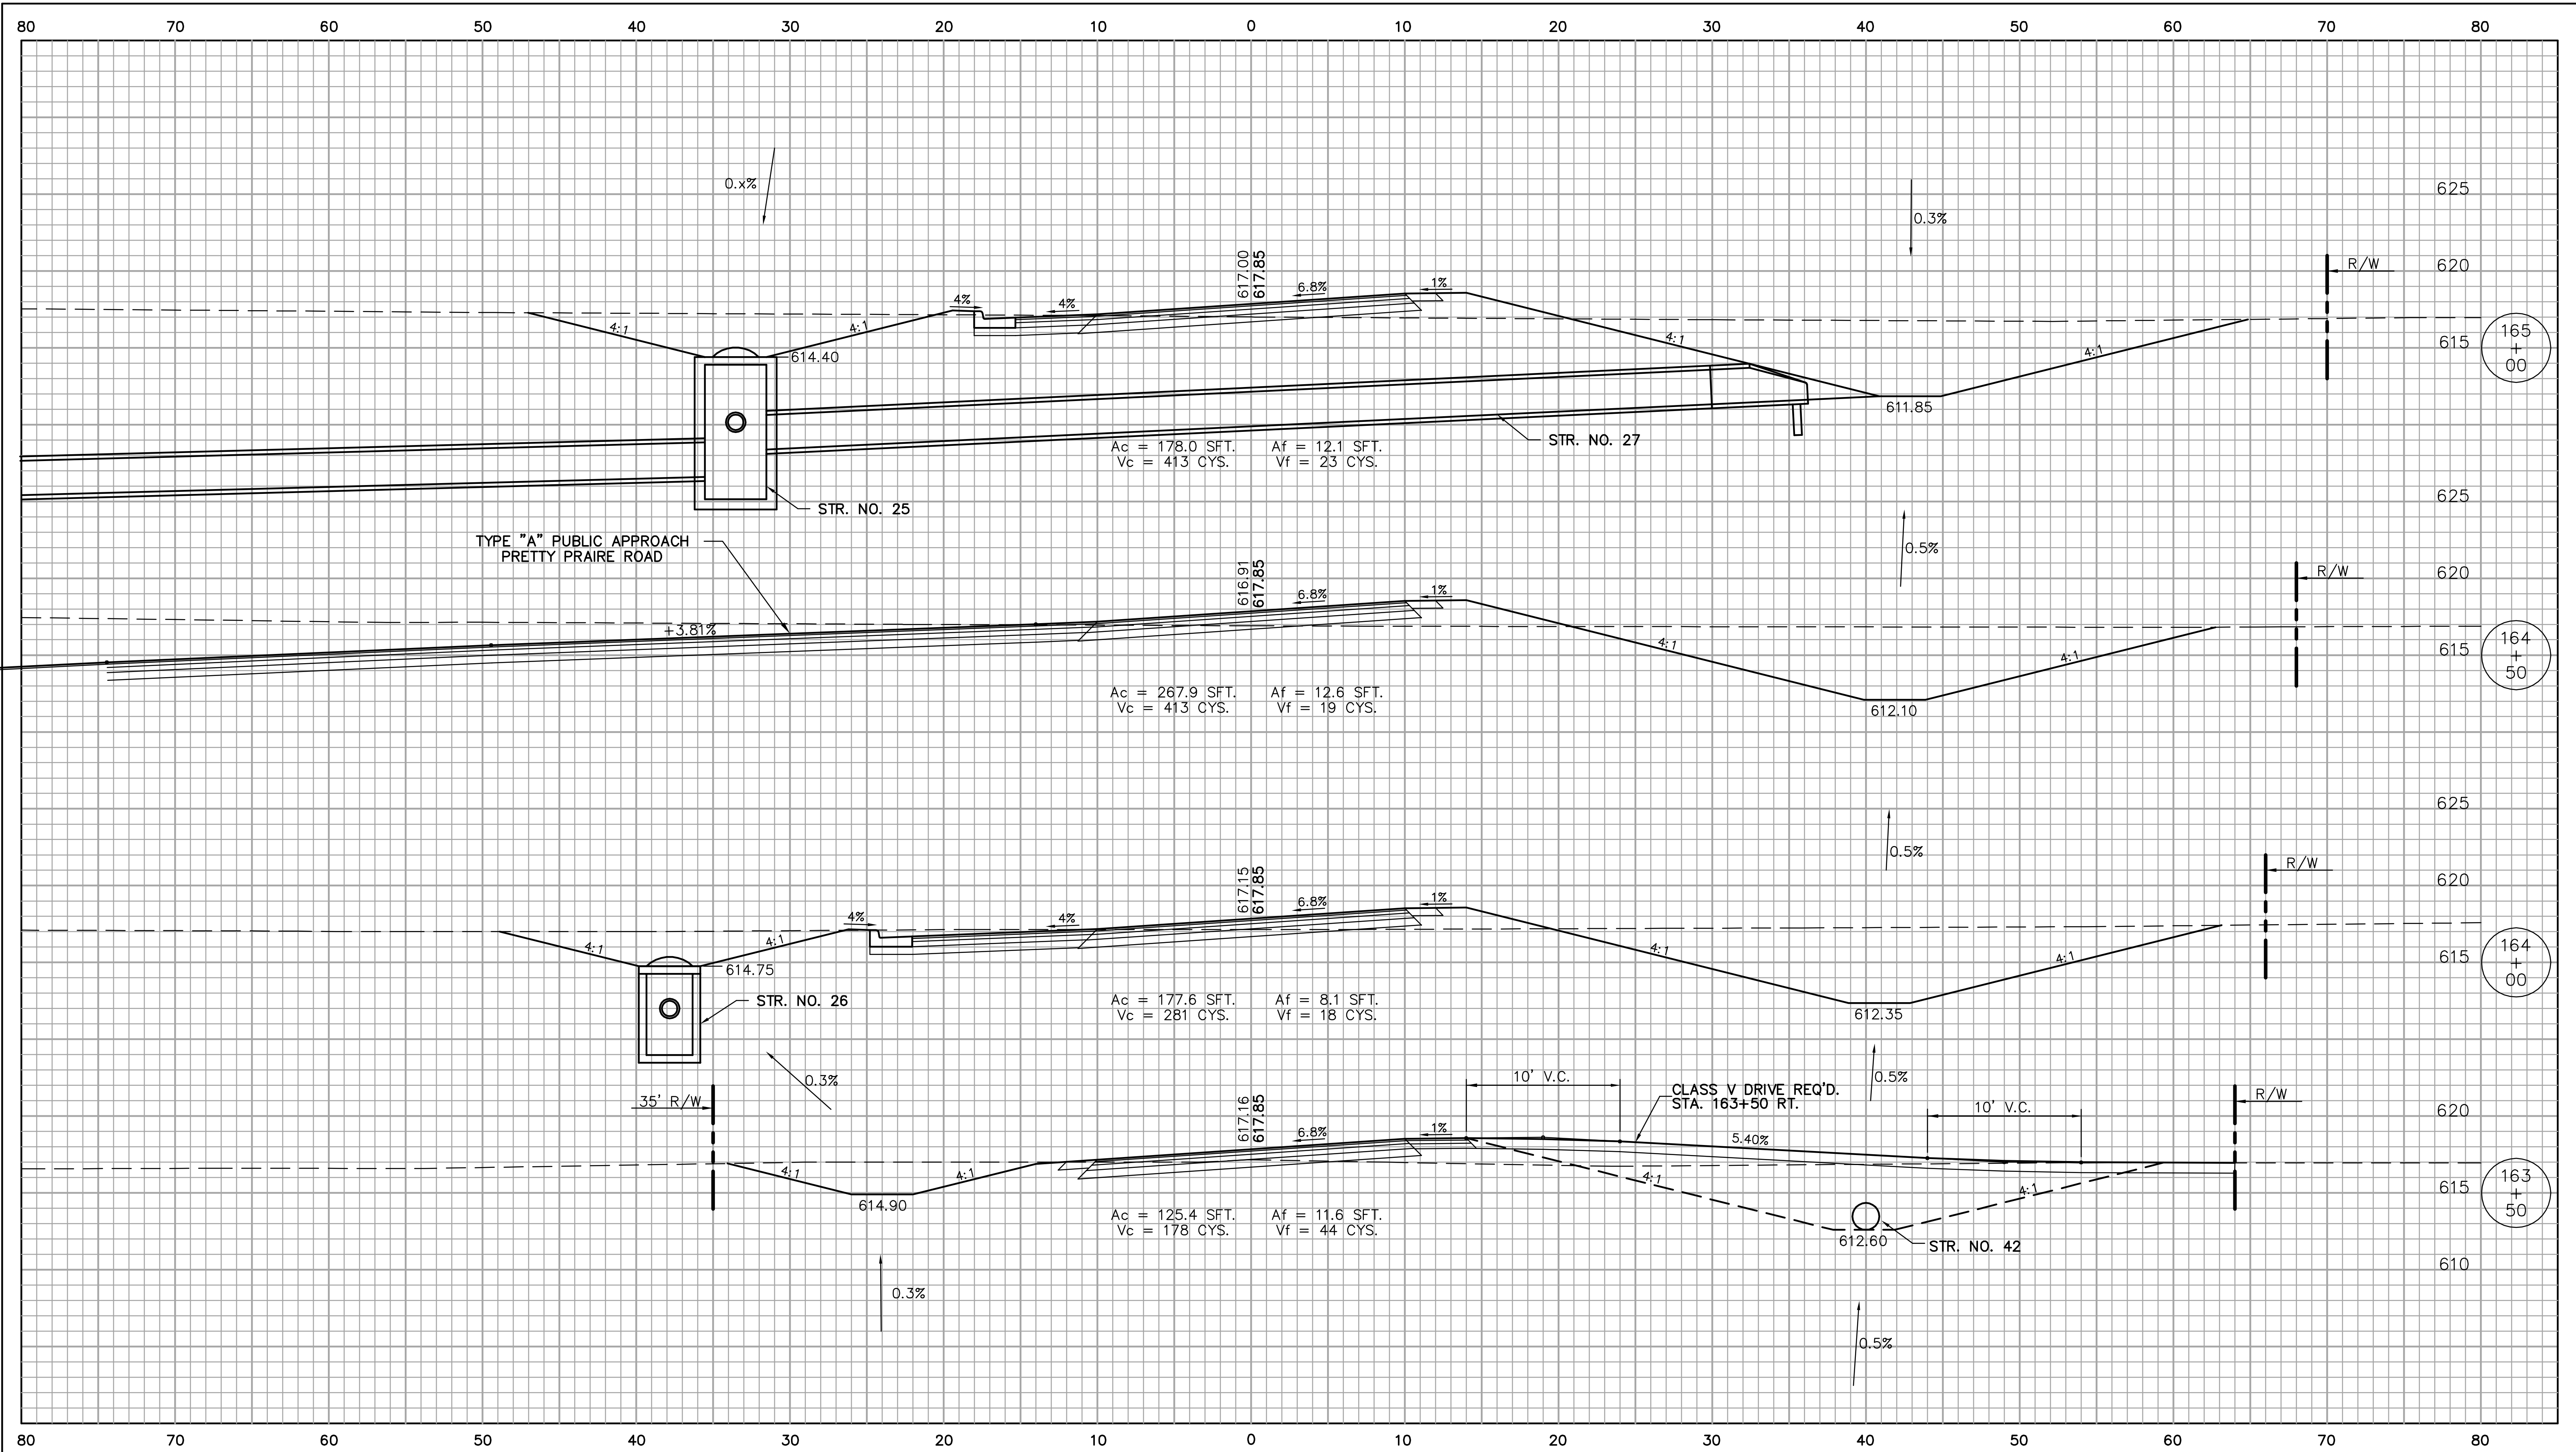 80 70 60 50 40 30 20 10 0 10 20 30 40 50 60 70 80
0.x%
625
0.3%
617.00
617.85
620
R/W
6.8%
1%
4%
4%
4:1
4:1
4:1
4:1
165
+
00
615
614.40
611.85
STR. NO. 27
Ac = 178.0 SFT. Af = 12.1 SFT.
Vc = 413 CYS. Vf = 23 CYS.
STR. NO. 25
625
TYPE "A" PUBLIC APPROACH
PRETTY PRAIRE ROAD
0.5%
616.91
617.85
620
R/W
6.8%
1%
+3.81%
4:1
4:1
164
+
50
615
612.10
Ac = 267.9 SFT. Af = 12.6 SFT.
Vc = 413 CYS. Vf = 19 CYS.
625
0.5%
617.15
617.85
620
R/W
6.8%
1%
4%
4%
4:1
4:1
4:1
4:1
164
+
00
615
614.75
STR. NO. 26
612.35
Ac = 177.6 SFT. Af = 8.1 SFT.
Vc = 281 CYS. Vf = 18 CYS.
0.3%
0.5%
10' V.C.
CLASS V DRIVE REQ'D.
STA. 163+50 RT.
35' R/W
617.16
617.85
10' V.C.
620
R/W
6.8%
1%
5.40%
4:1
4:1
4:1
4:1
163
+
50
615
614.90
Ac = 125.4 SFT. Af = 11.6 SFT.
Vc = 178 CYS. Vf = 44 CYS.
612.60
STR. NO. 42
610
0.3%
0.5%
80 70 60 50 40 30 20 10 0 10 20 30 40 50 60 70 80